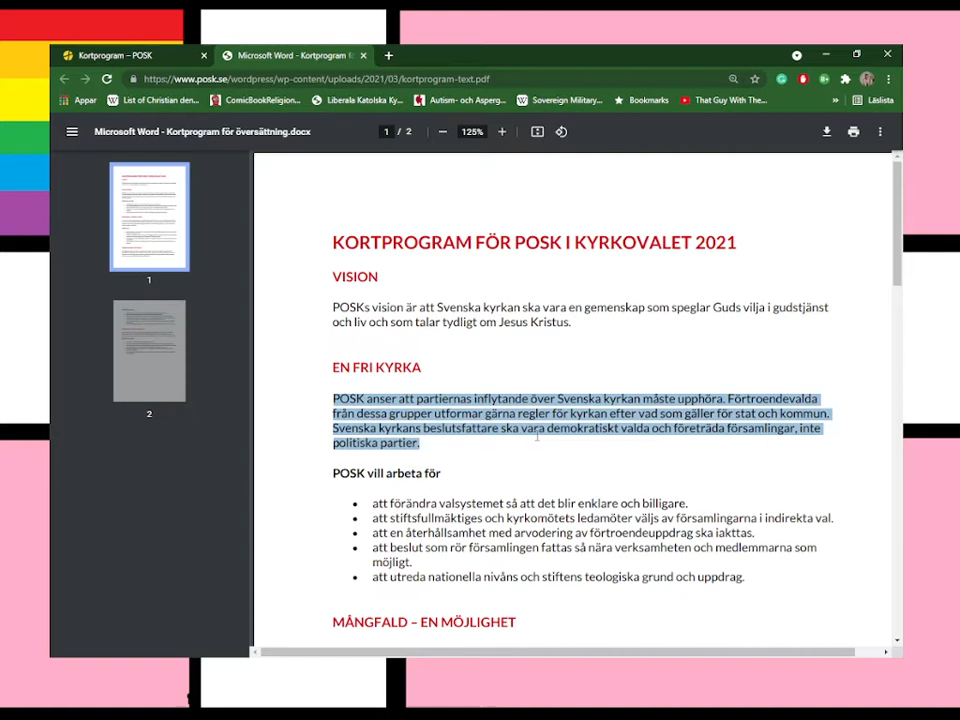 Kortprogram – POSK
Microsoft Word - Kortprogram f
https://www.posk.se/wordpress/wp-content/uploads/2021/03/kortprogram-text.pdf
Appar
List of Christian den...
ComicBookReligion...
Liberala Katolska Ky...
Autism- och Asperg...
Sovereign Military...
Bookmarks
That Guy With The...
»
Läslista
Microsoft Word - Kortprogram för översättning.docx
1 / 2
125%
1
2
KORTPROGRAM FÖR POSK I KYRKOVALET 2021
VISION
POSKs vision är att Svenska kyrkan ska vara en gemenskap som speglar Guds vilja i gudstjänst
och liv och som talar tydligt om Jesus Kristus.
EN FRI KYRKA
POSK anser att partiernas inflytande över Svenska kyrkan måste upphöra. Förtroendevalda
från dessa grupper utformar gärna regler för kyrkan efter vad som gäller för stat och kommun.
Svenska kyrkans beslutsfattare ska vara demokratiskt valda och företräda församlingar, inte
politiska partier.
POSK vill arbeta för
• att förändra valsystemet så att det blir enklare och billigare.
• att stiftsfullmäktiges och kyrkomötets ledamöter väljs av församlingarna i indirekta val.
• att en återhållsamhet med arvodering av förtroendeuppdrag ska iakttas.
• att beslut som rör församlingen fattas så nära verksamheten och medlemmarna som
möjligt.
• att utreda nationella nivåns och stiftens teologiska grund och uppdrag.
MÅNGFALD – EN MÖJLIGHET